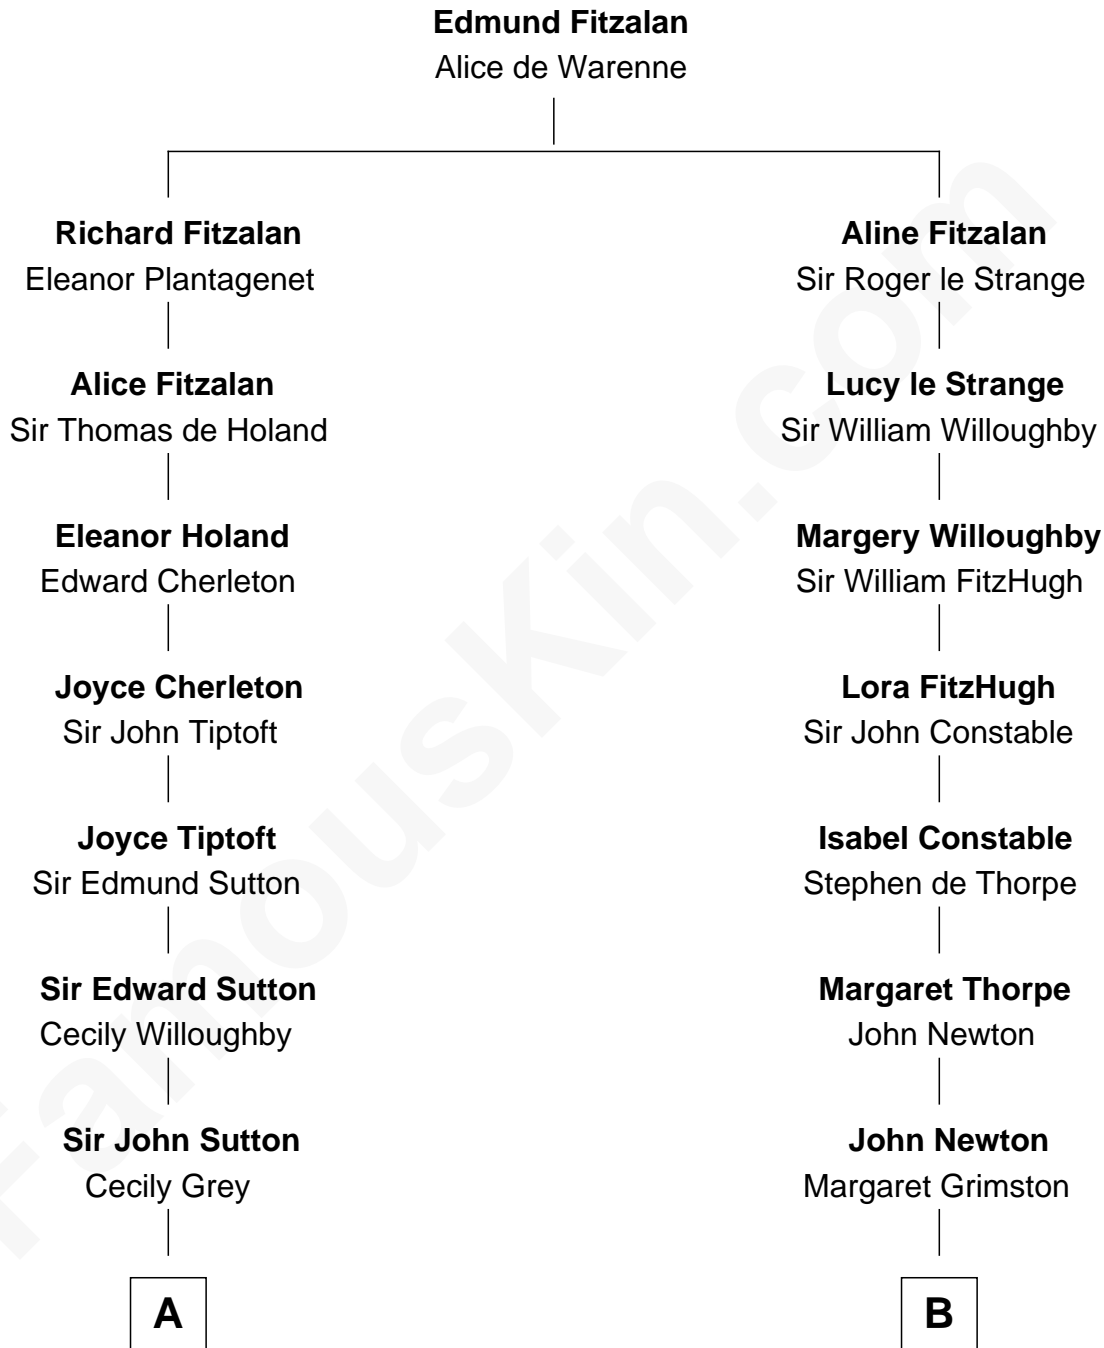 Edmund Fitzalan
Alice de Warenne
Richard Fitzalan
Eleanor Plantagenet
Aline Fitzalan
Sir Roger le Strange
Alice Fitzalan
Sir Thomas de Holand
Lucy le Strange
Sir William Willoughby
Eleanor Holand
Edward Cherleton
Margery Willoughby
Sir William FitzHugh
Joyce Cherleton
Sir John Tiptoft
Lora FitzHugh
Sir John Constable
Joyce Tiptoft
Sir Edmund Sutton
Isabel Constable
Stephen de Thorpe
Sir Edward Sutton
Cecily Willoughby
Margaret Thorpe
John Newton
Sir John Sutton
Cecily Grey
John Newton
Margaret Grimston
A
B
FamousKin.com